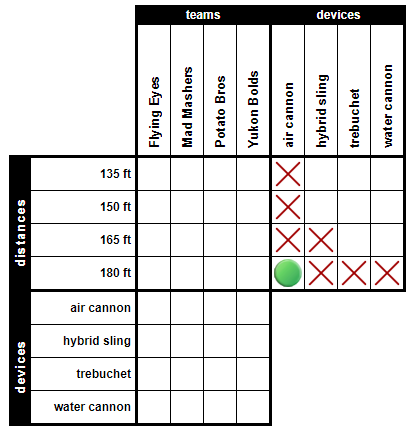 teams devices
Flying Eyes
Mad Mashers
Potato Bros
Yukon Bolds
air cannon
hybrid sling
trebuchet
water cannon
distances
135 ft
150 ft
165 ft
180 ft
devices
air cannon
hybrid sling
trebuchet
water cannon